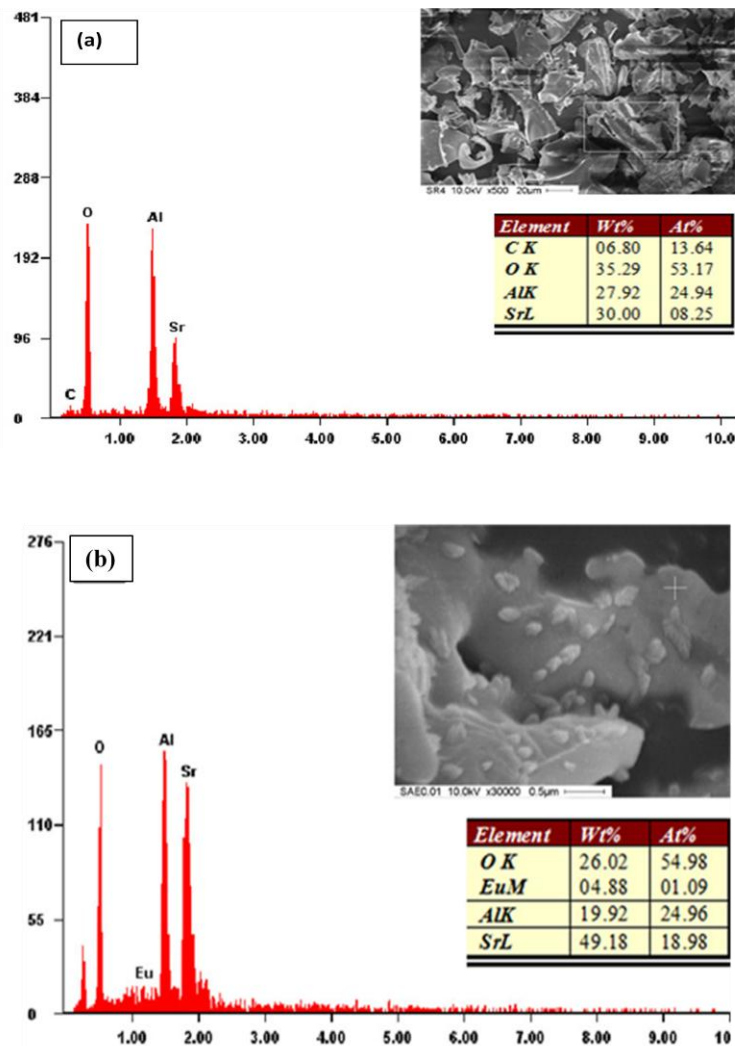 481
(a)
384
288
192
96
0
O
Al
Sr
C
1.00 2.00 3.00 4.00 5.00 6.00 7.00 8.00 9.00 10.0
SR4 10.0kV x500 20µm
Element Wt% At%
C K 06.80 13.64
O K 35.29 53.17
AlK 27.92 24.94
SrL 30.00 08.25
276
(b)
221
165
110
55
0
O
Al
Sr
Eu
1.00 2.00 3.00 4.00 5.00 6.00 7.00 8.00 9.00 10
SAE0.01 10.0kV x30000 0.5µm
Element Wt% At%
O K 26.02 54.98
EuM 04.88 01.09
AlK 19.92 24.96
SrL 49.18 18.98